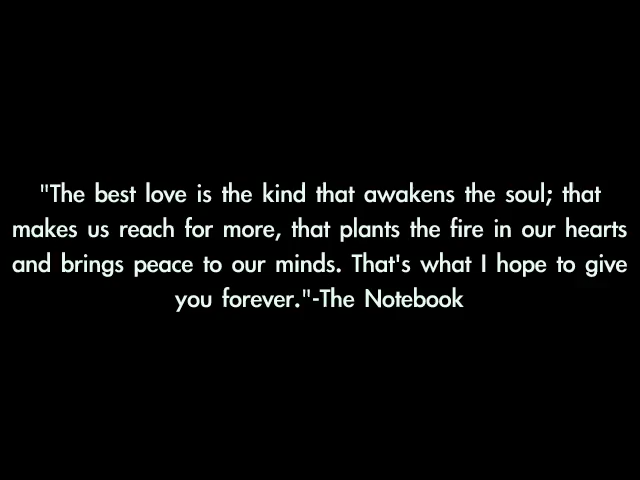 "The best love is the kind that awakens the soul; that
makes us reach for more, that plants the fire in our hearts
and brings peace to our minds. That's what I hope to give
you forever."-The Notebook